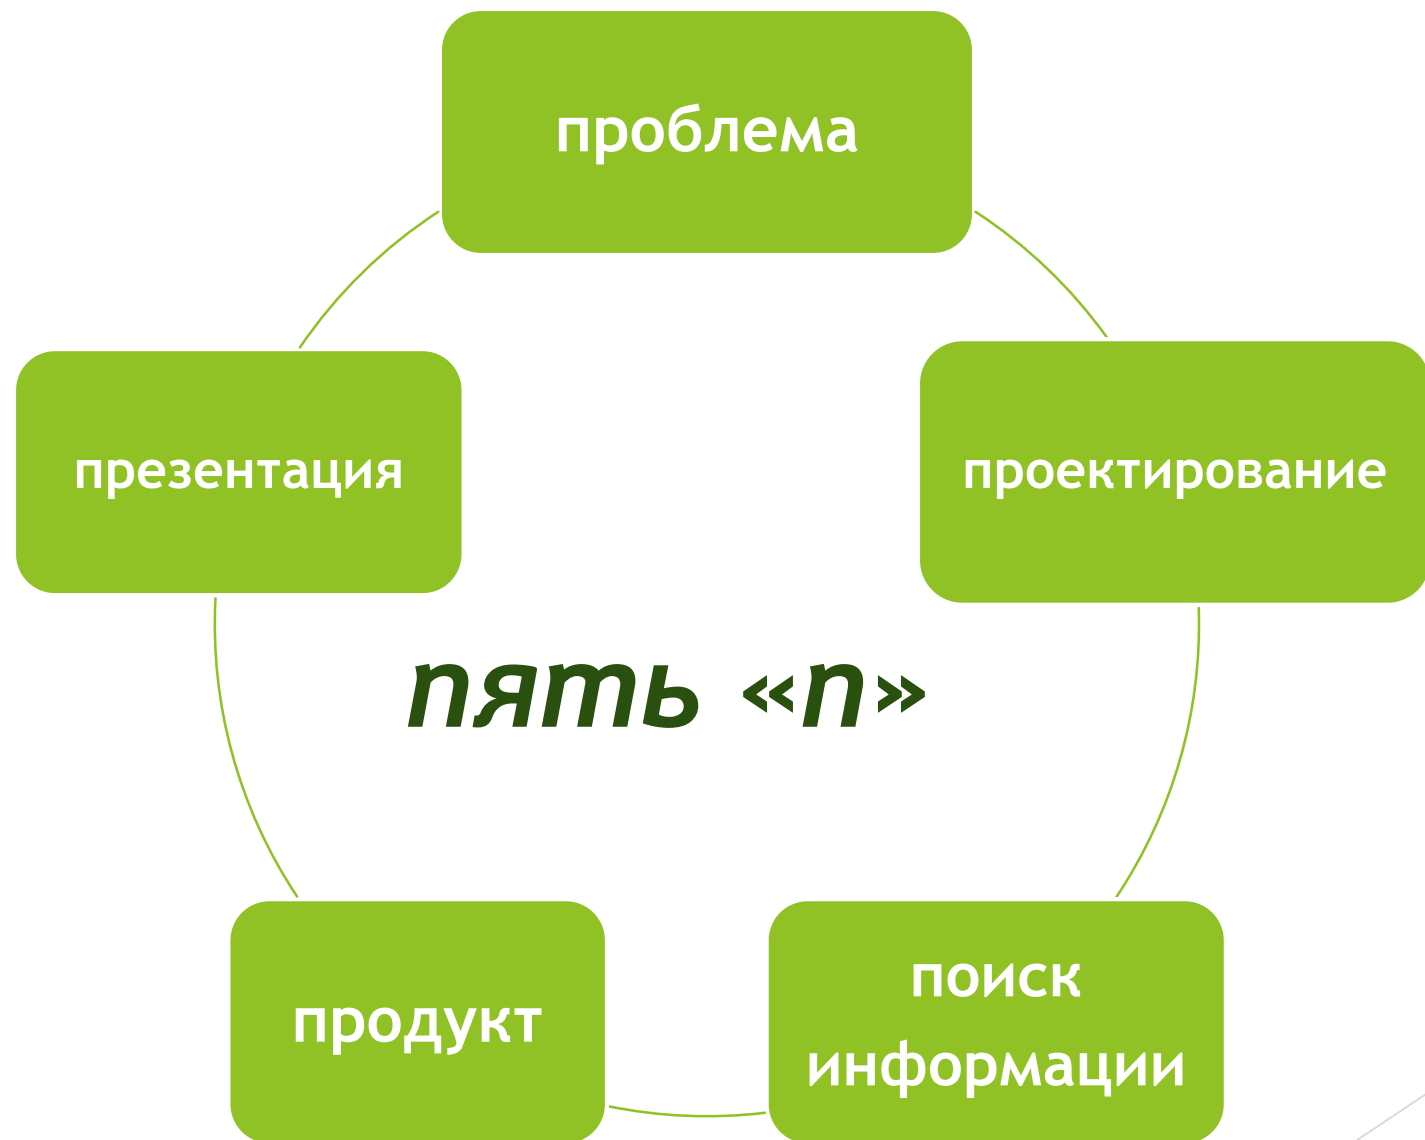 проблема
презентация
проектирование
пять «п»
продукт
поиск
информации